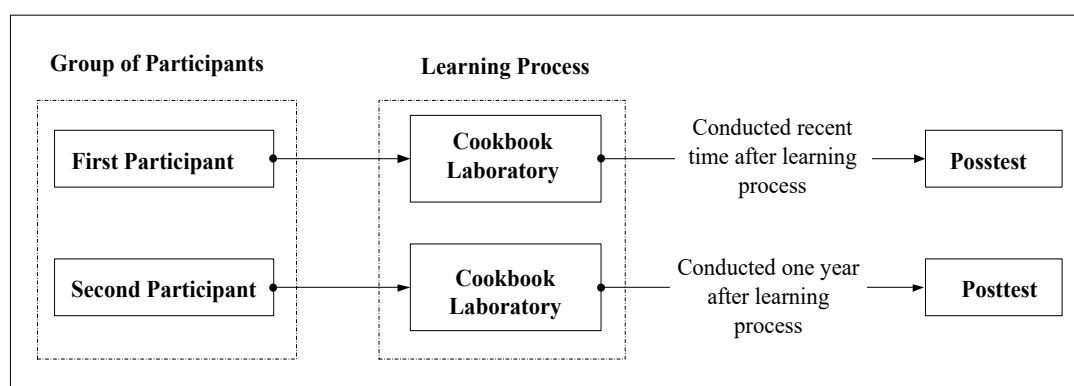 Group of Participants
Learning Process
First Participant
Cookbook
Laboratory
Conducted recent
time after learning
process
Posstest
Second Participant
Cookbook
Laboratory
Conducted one year
after learning
process
Posttest